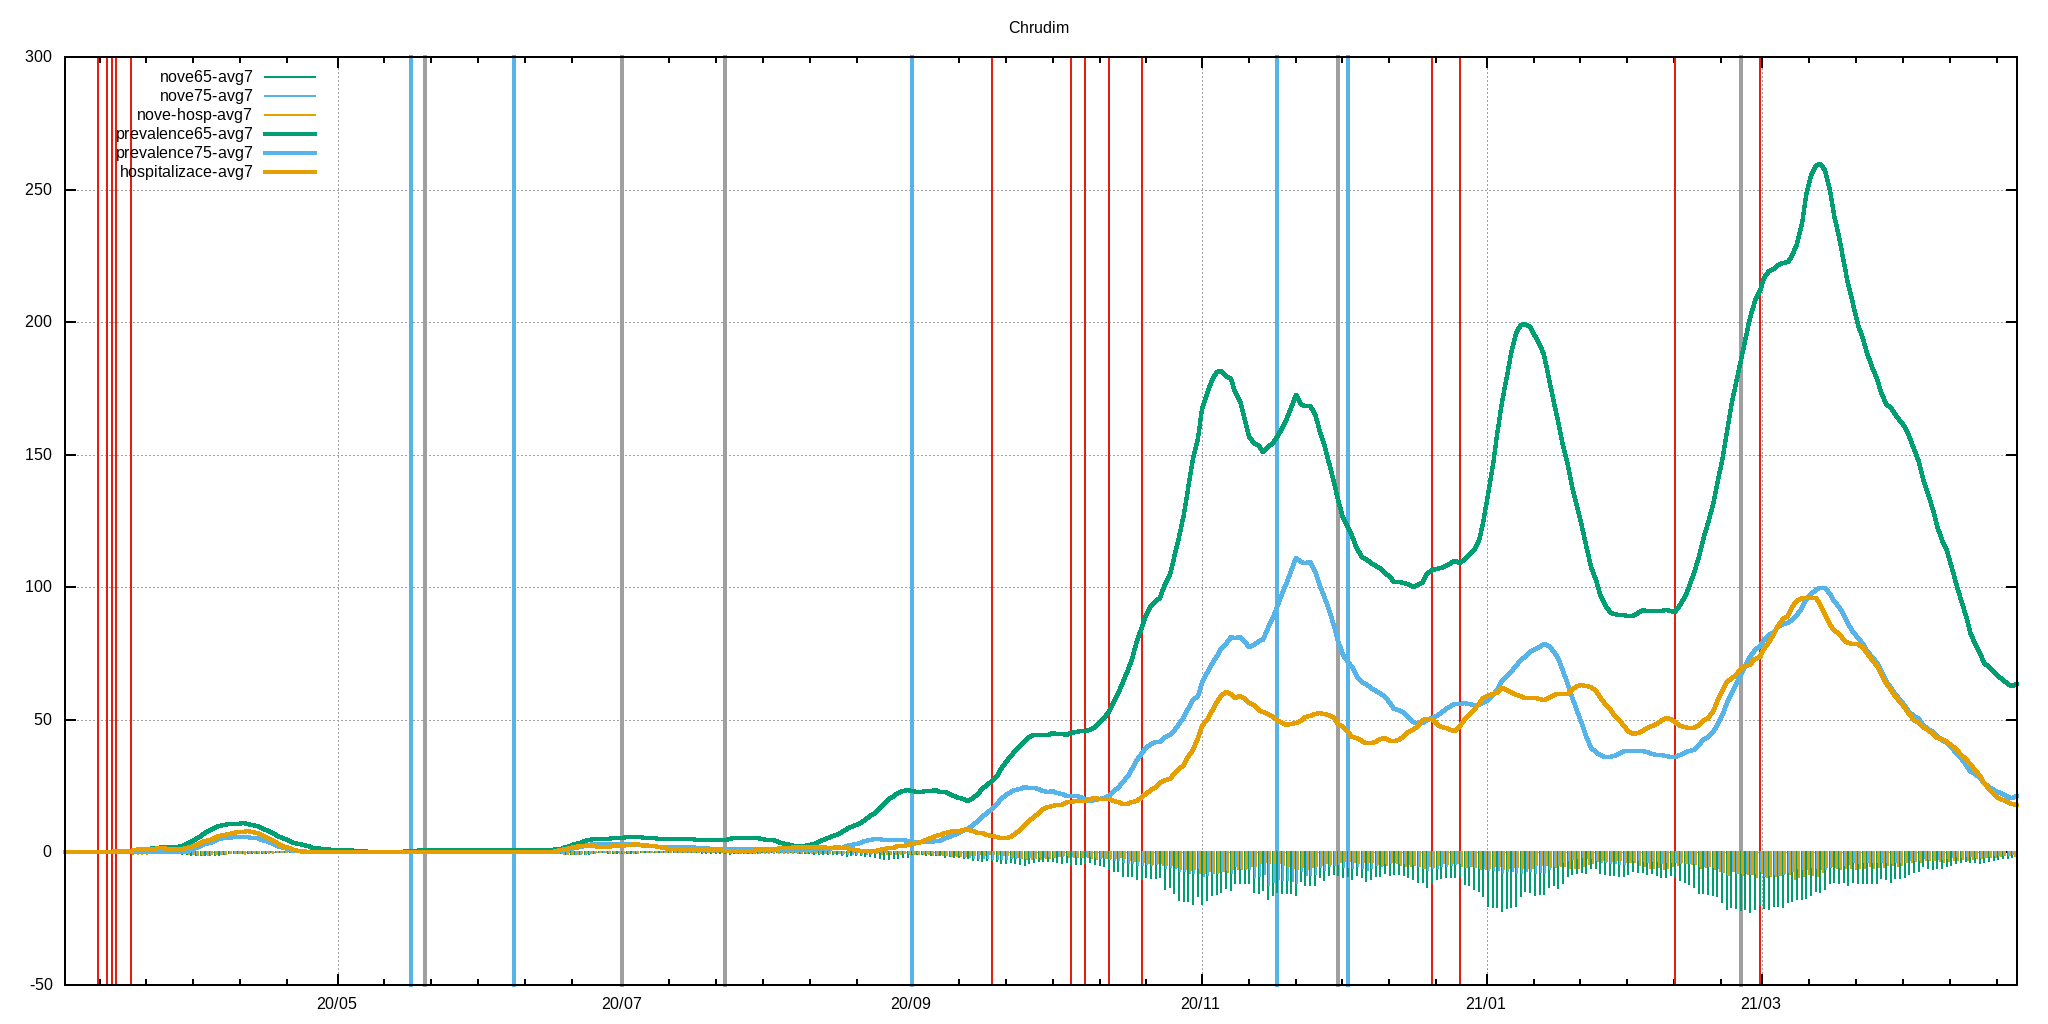 Chrudim
300
250
200
150
100
50
0
-50
nove65-avg7
nove75-avg7
nove-hosp-avg7
prevalence65-avg7
prevalence75-avg7
hospitalizace-avg7
20/05
20/07
20/09
20/11
21/01
21/03